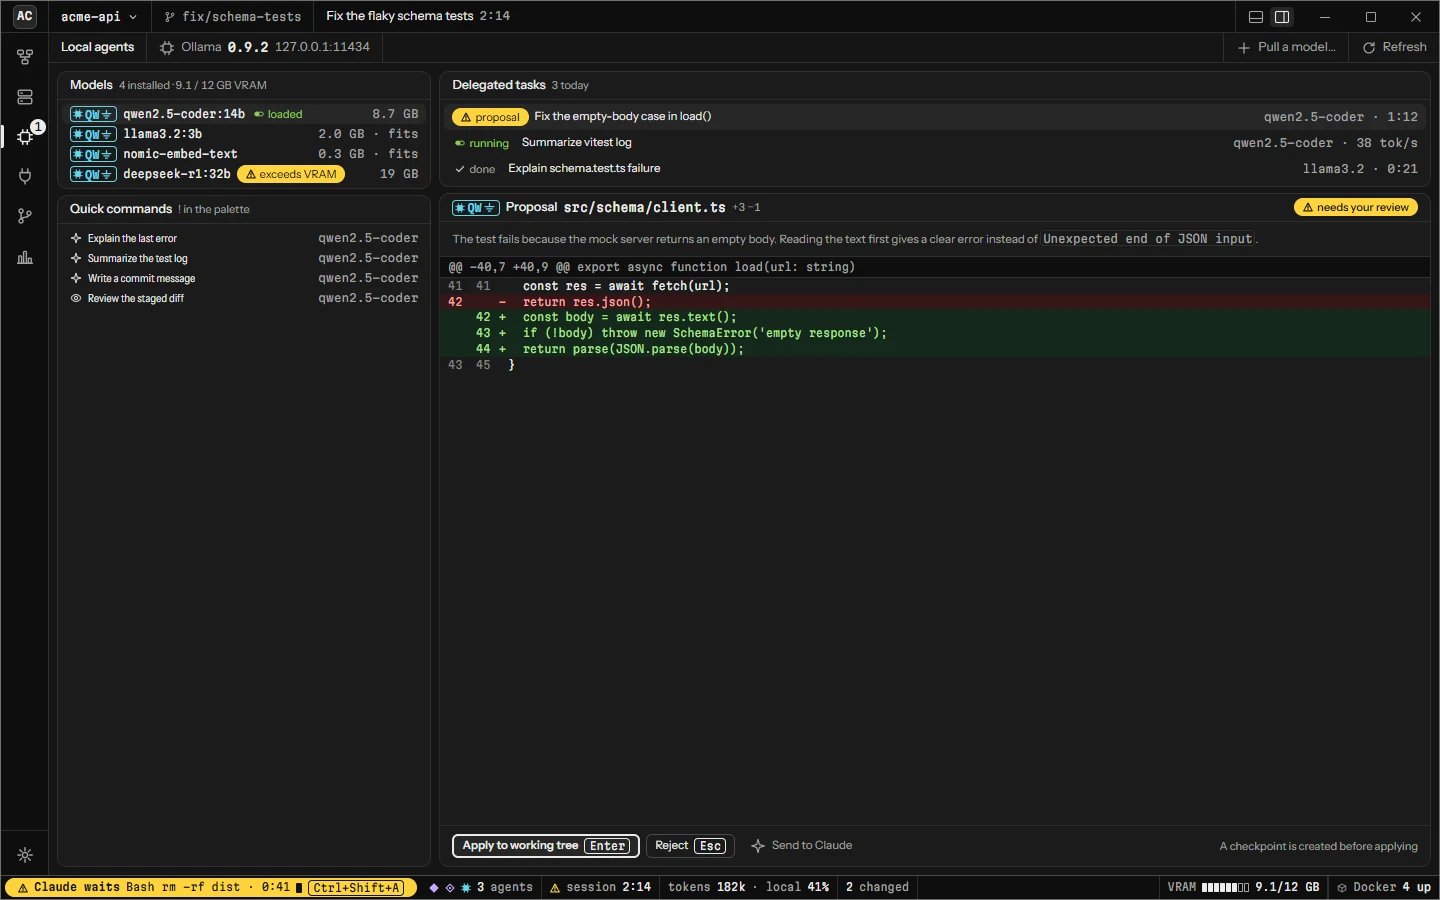 AC acme-api fix/schema-tests Fix the flaky schema tests 2:14
Local agents Ollama 0.9.2 127.0.0.1:11434 Pull a model... Refresh
1
Models 4 installed · 9.1 / 12 GB VRAM
QW qwen2.5-coder:14b loaded 8.7 GB
QW llama3.2:3b 2.0 GB · fits
QW nomic-embed-text 0.3 GB · fits
QW deepseek-r1:32b exceeds VRAM 19 GB
Quick commands ! in the palette
Explain the last error qwen2.5-coder
Summarize the test log qwen2.5-coder
Write a commit message qwen2.5-coder
Review the staged diff qwen2.5-coder
Delegated tasks 3 today
proposal Fix the empty-body case in load() qwen2.5-coder · 1:12
running Summarize vitest log qwen2.5-coder · 38 tok/s
done Explain schema.test.ts failure llama3.2 · 0:21
QW Proposal src/schema/client.ts +3 −1 needs your review
The test fails because the mock server returns an empty body. Reading the text first gives a clear error instead of Unexpected end of JSON input.
@@ -40,7 +40,9 @@ export async function load(url: string)
41 41 const res = await fetch(url);
42 − return res.json();
42 + const body = await res.text();
43 + if (!body) throw new SchemaError('empty response');
44 + return parse(JSON.parse(body));
43 45 }
Apply to working tree Enter Reject Esc Send to Claude A checkpoint is created before applying
Claude waits Bash rm -rf dist · 0:41 Ctrl+Shift+A 3 agents session 2:14 tokens 182k · local 41% 2 changed VRAM 9.1/12 GB Docker 4 up